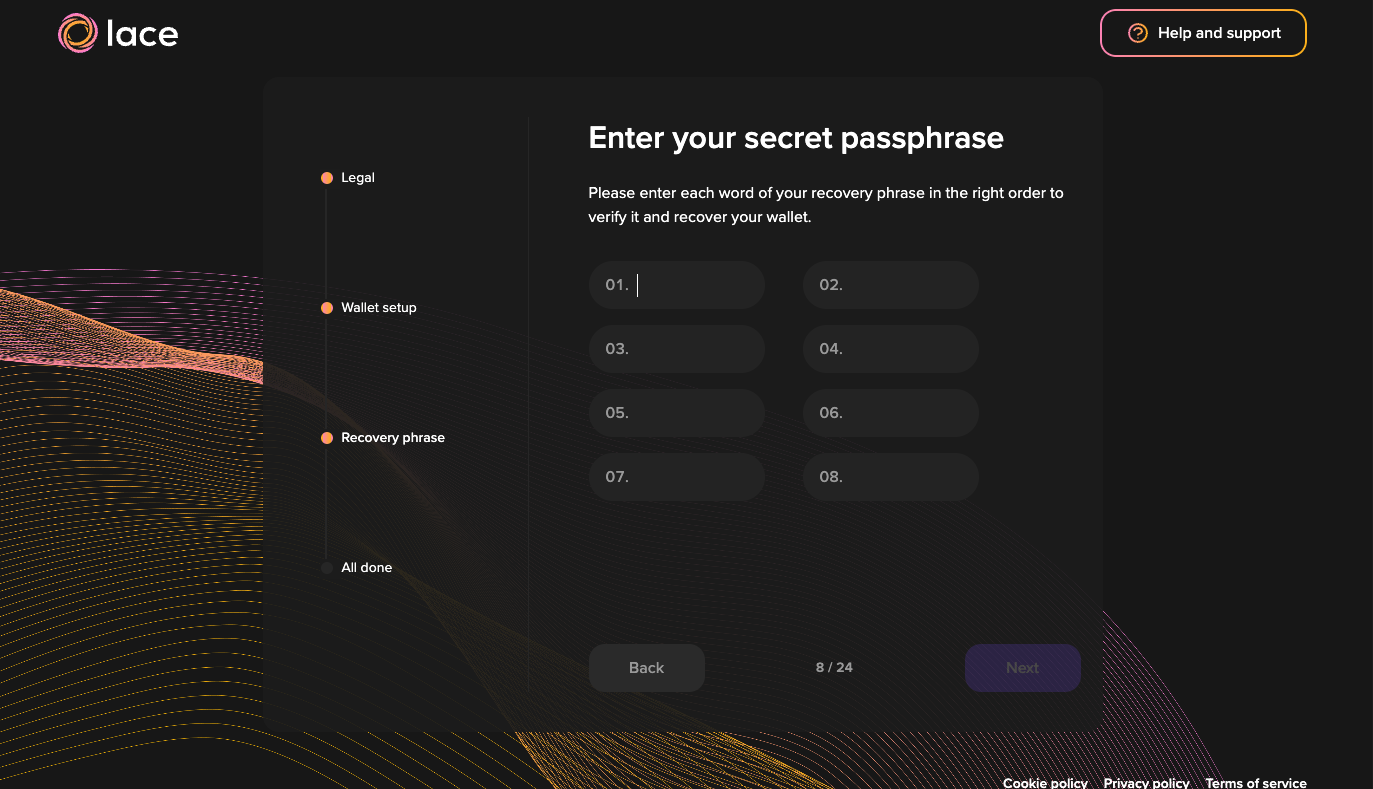 lace
Help and support
Enter your secret passphrase
Legal
Please enter each word of your recovery phrase in the right order to
verify it and recover your wallet.
01.
02.
Wallet setup
03.
04.
05.
06.
Recovery phrase
07.
08.
All done
Back
8 / 24
Next
Cookie policy
Privacy policy
Terms of service